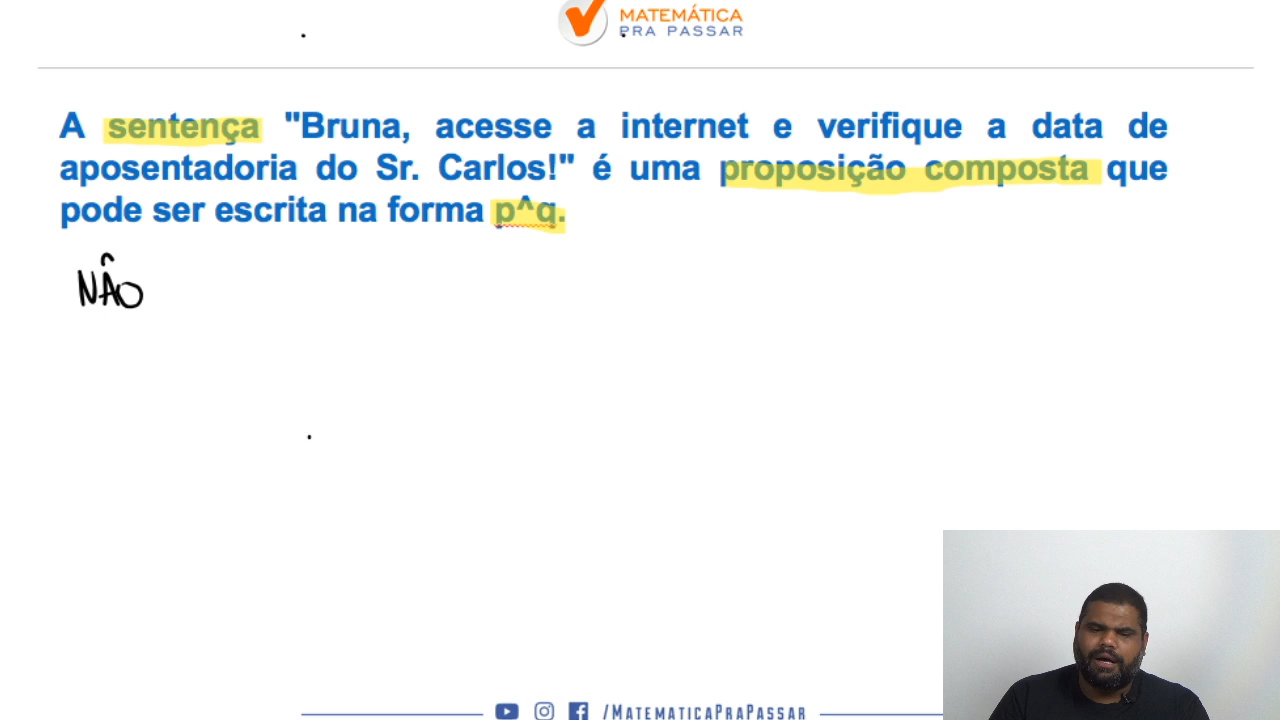 MATEMÁTICA
PRA PASSAR
A sentença "Bruna, acesse a internet e verifique a data de
aposentadoria do Sr. Carlos!" é uma proposição composta que
pode ser escrita na forma p^q.
NÃO
/MATEMATICAPRAPASSAR